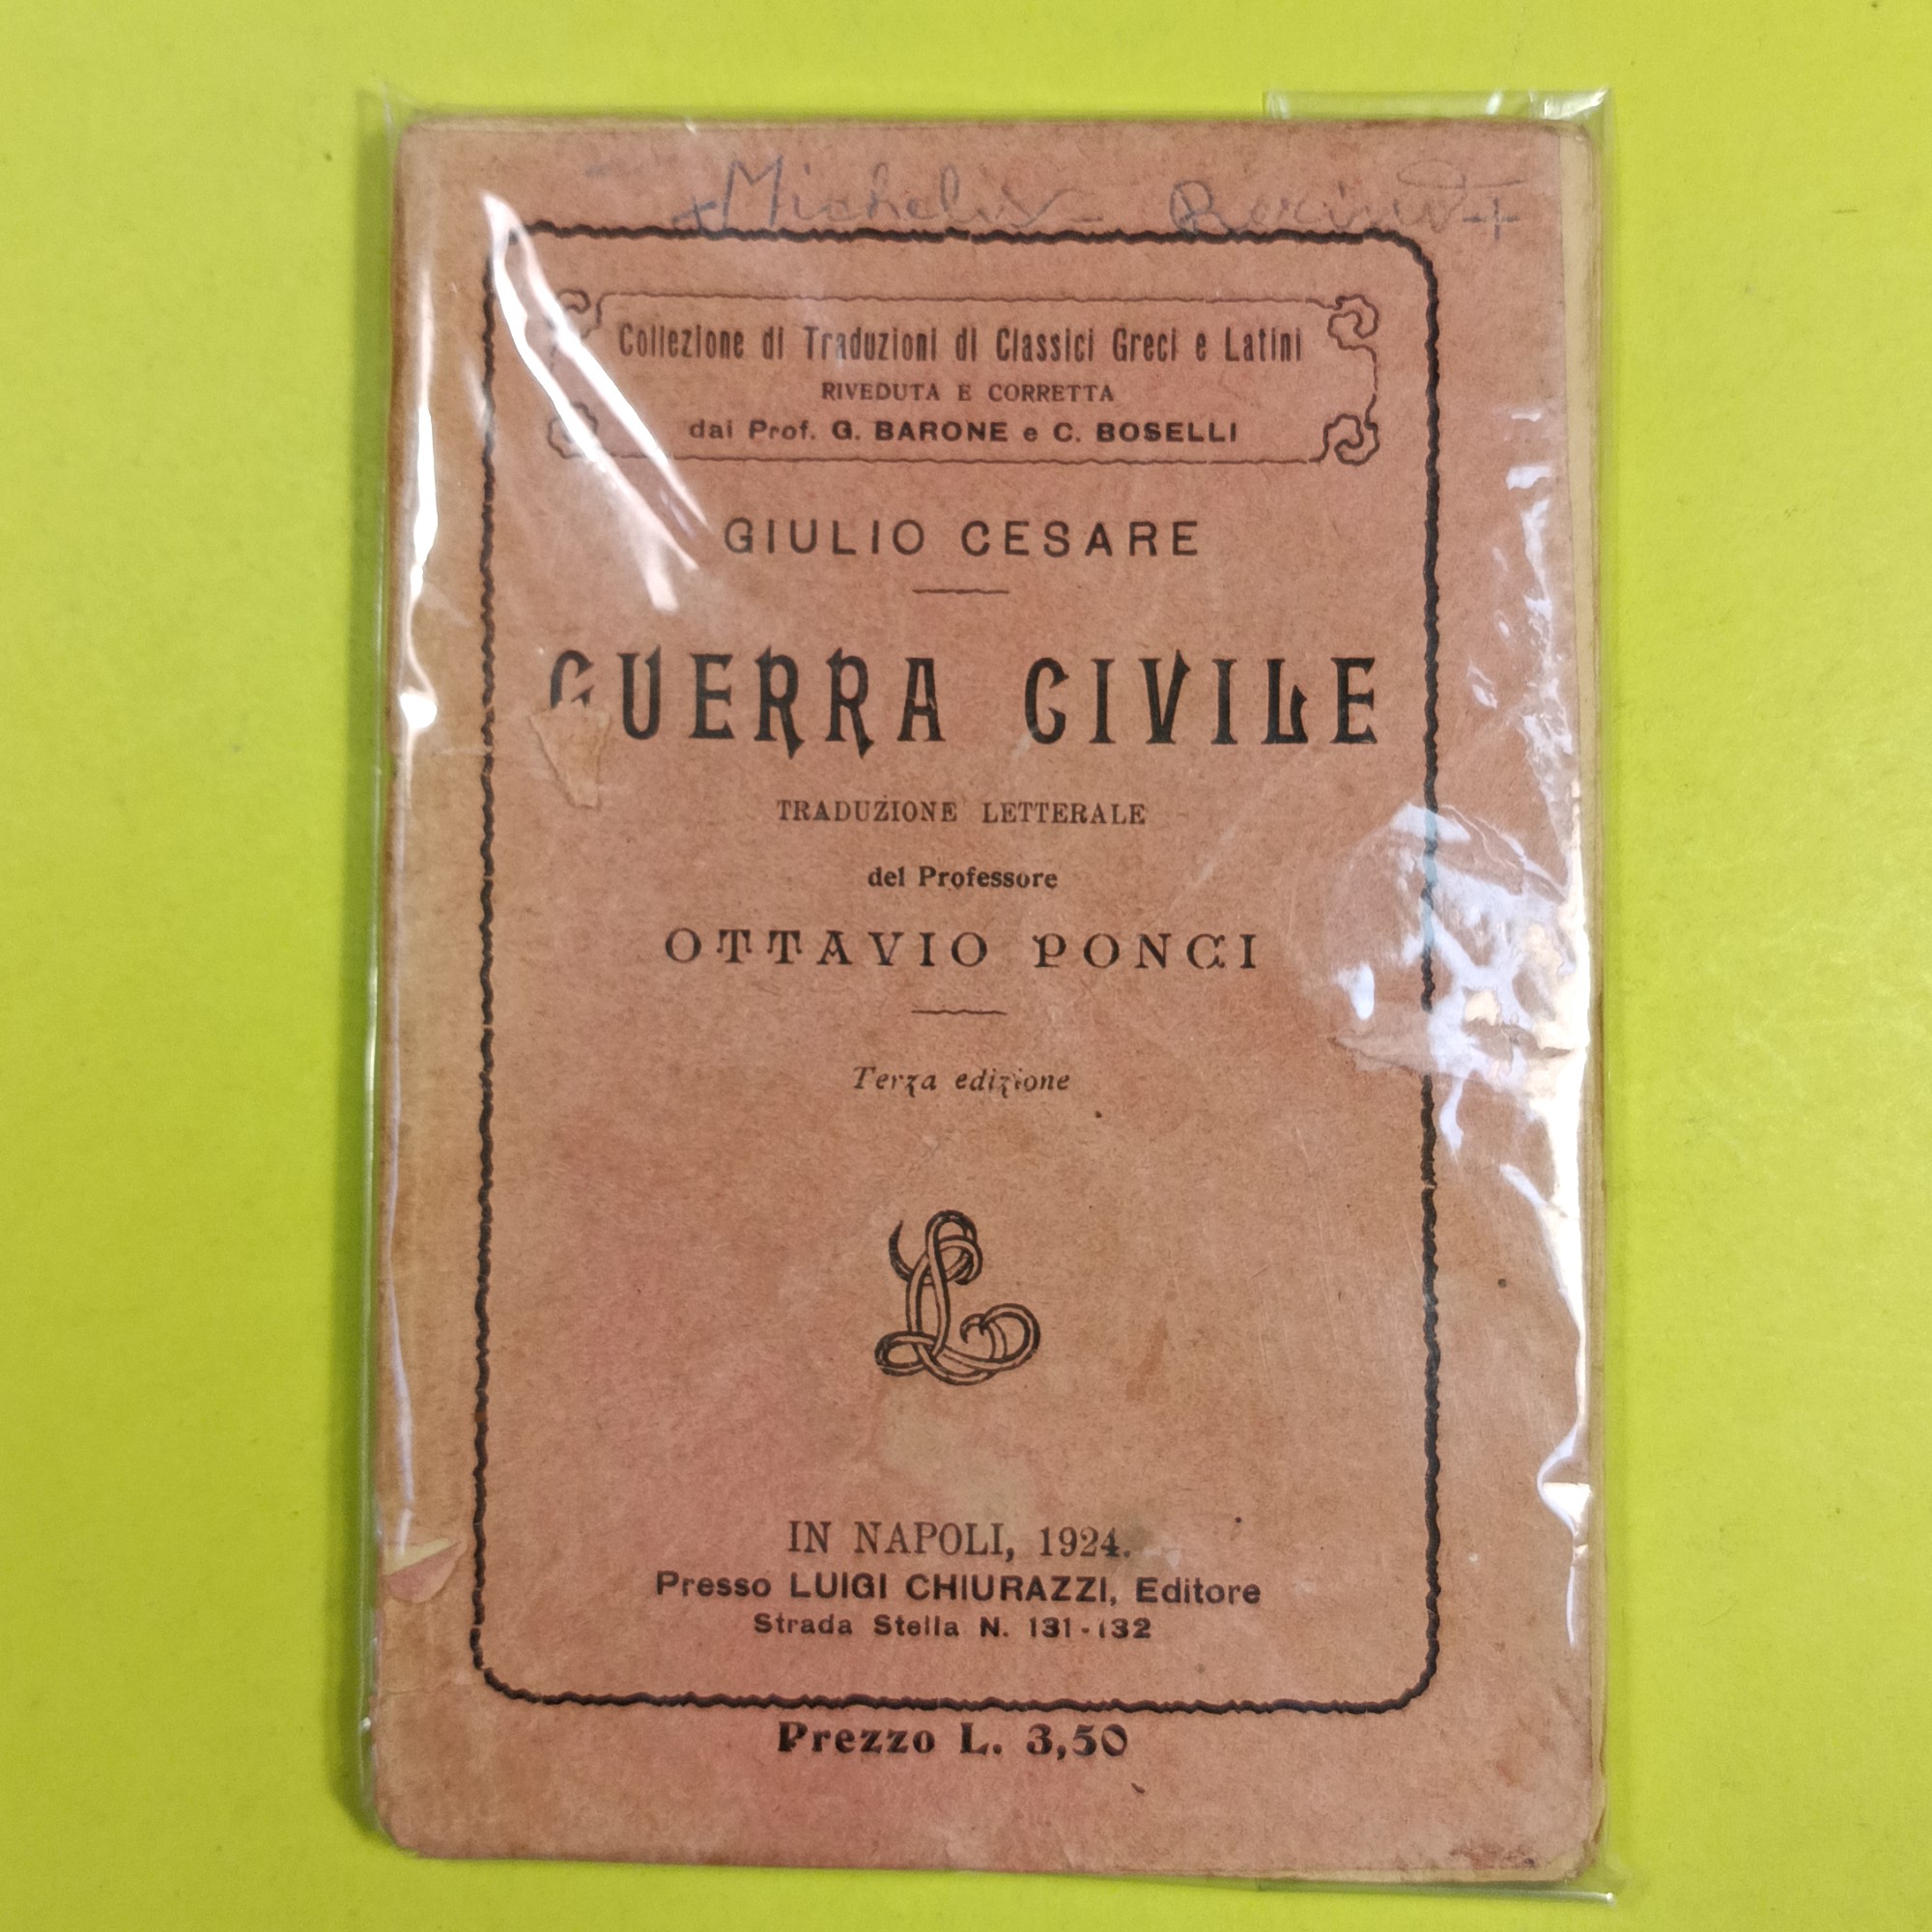 Collezione di Traduzioni di Classici Greci e Latini
RIVEDUTA E CORRETTA
dai Prof. G. BARONE e C. BOSELLI
GIULIO CESARE
GUERRA CIVILE
TRADUZIONE LETTERALE
del Professore
OTTAVIO PONCI
Terza edizione
IN NAPOLI, 1924.
Presso LUIGI CHIURAZZI, Editore
Strada Stella N. 131-132
Prezzo L. 3,50